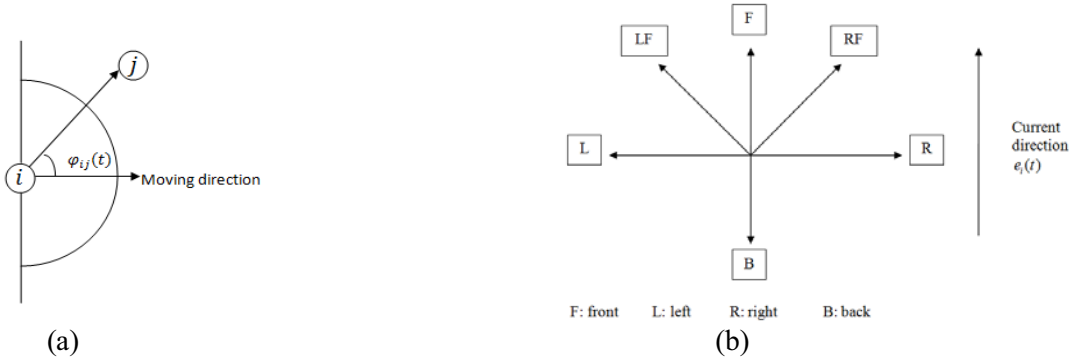 j
φij(t)
i
Moving direction
(a)
F
LF
RF
L
R
B
Current
direction
ei(t)
F: front L: left R: right B: back
(b)